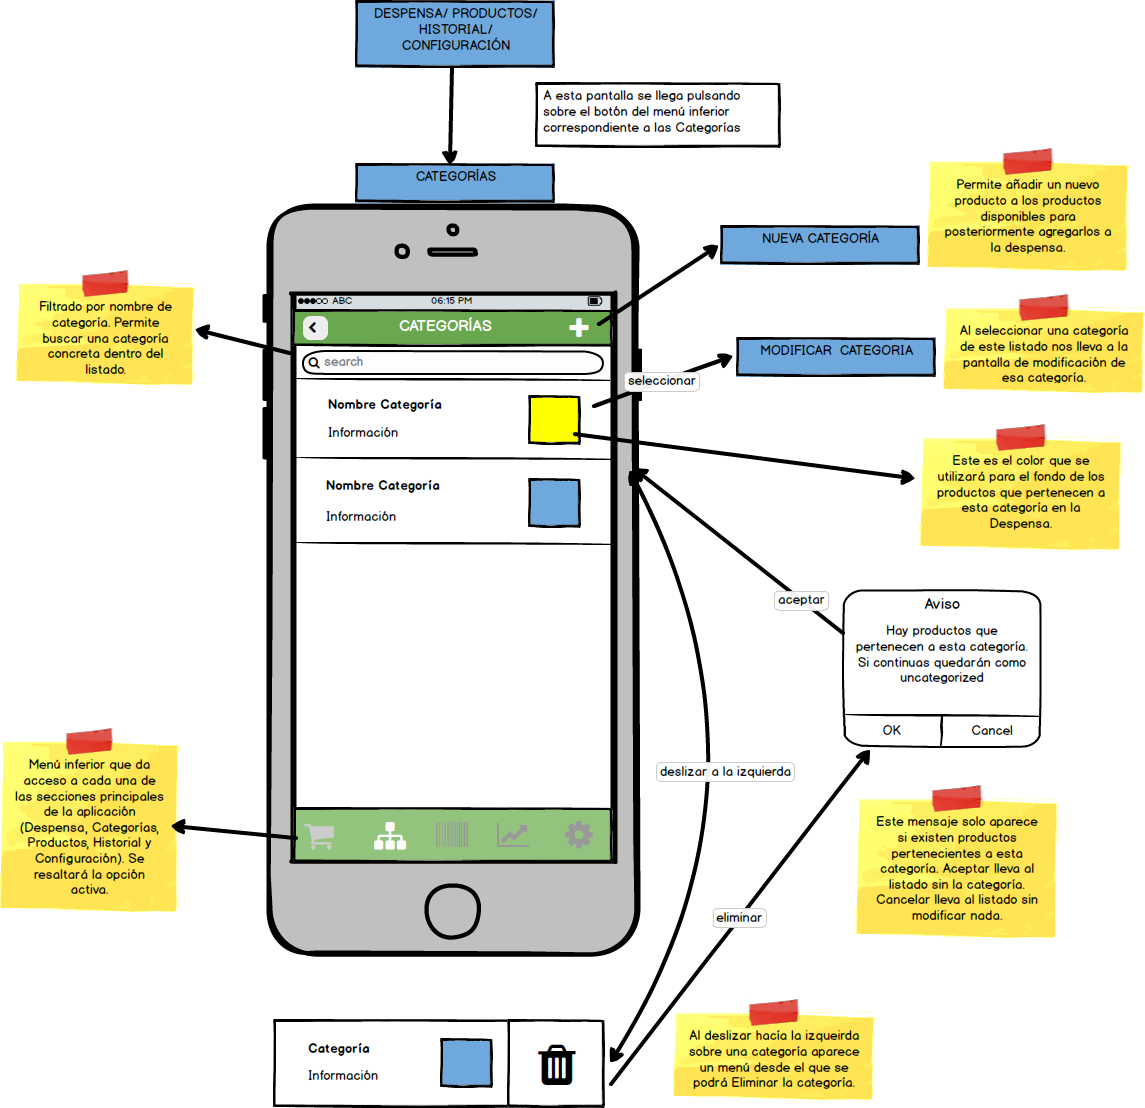 DESPENSA/ PRODUCTOS/
HISTORIAL/
CONFIGURACIÓN
A esta pantalla se llega pulsando
sobre el botón del menú inferior
correspondiente a las Categorías
CATEGORÍAS
Permite añadir un nuevo
producto a los productos
disponibles para
posteriormente agregarlos a
la despensa.
NUEVA CATEGORÍA
Filtrado por nombre de
categoría. Permite
buscar una categoría
concreta dentro del
listado.
ABC
06:15 PM
CATEGORÍAS
search
Al seleccionar una categoría
de este listado nos lleva a la
pantalla de modificación de
esa categoría.
MODIFICAR CATEGORIA
seleccionar
Nombre Categoría
Información
Nombre Categoría
Información
Este es el color que se
utilizará para el fondo de los
productos que pertenecen a
esta categoría en la
Despensa.
aceptar
Aviso
Hay productos que
pertenecen a esta categoría.
Si continuas quedarán como
uncategorized
OK
Cancel
deslizar a la izquierda
Menú inferior que da
acceso a cada una de
las secciones principales
de la aplicación
(Despensa, Categorías,
Productos, Historial y
Configuración). Se
resaltará la opción
activa.
Este mensaje solo aparece
si existen productos
pertenecientes a esta
categoría. Aceptar lleva al
listado sin la categoría.
Cancelar lleva al listado sin
modificar nada.
eliminar
Categoría
Información
Al deslizar hacía la izqueirda
sobre una categoría aparece
un menú desde el que se
podrá Eliminar la categoría.